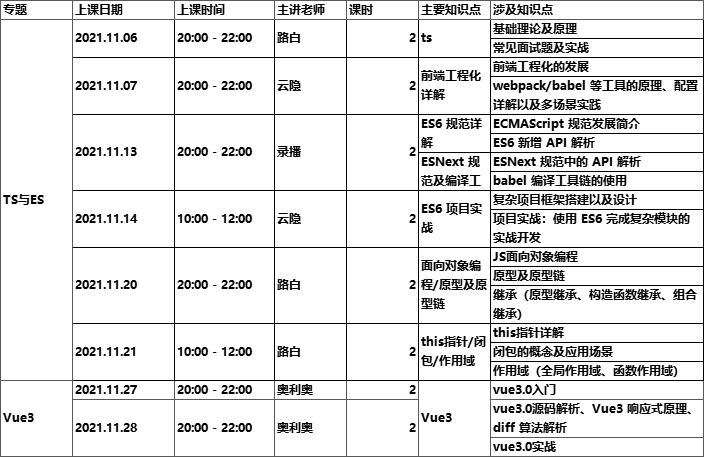 专题 上课日期 上课时间 主讲老师 课时 主要知识点 涉及知识点
TS与ES
2021.11.06 20:00 - 22:00 路白 2 ts
基础理论及原理
常见面试题及实战
2021.11.07 20:00 - 22:00 云隐 2
前端工程化
详解
前端工程化的发展
webpack/babel 等工具的原理、配置
详解以及多场景实践
2021.11.13 20:00 - 22:00 录播 2
ES6 规范详
解
ESNext 规
范及编译工
ECMAScript 规范发展简介
ES6 新增 API 解析
ESNext 规范中的 API 解析
babel 编译工具链的使用
2021.11.14 10:00 - 12:00 云隐 2
ES6 项目实
战
复杂项目框架搭建以及设计
项目实战：使用 ES6 完成复杂模块的
实战开发
2021.11.20 20:00 - 22:00 路白 2
面向对象编
程/原型及原
型链
JS面向对象编程
原型及原型链
继承（原型继承、构造函数继承、组合
继承）
2021.11.21 10:00 - 12:00 路白 2
this指针/闭
包/作用域
this指针详解
闭包的概念及应用场景
作用域（全局作用域、函数作用域）
Vue3
2021.11.27 20:00 - 22:00 奥利奥 2
Vue3
vue3.0入门
2021.11.28 20:00 - 22:00 奥利奥 2
vue3.0源码解析、Vue3 响应式原理、
diff 算法解析
vue3.0实战